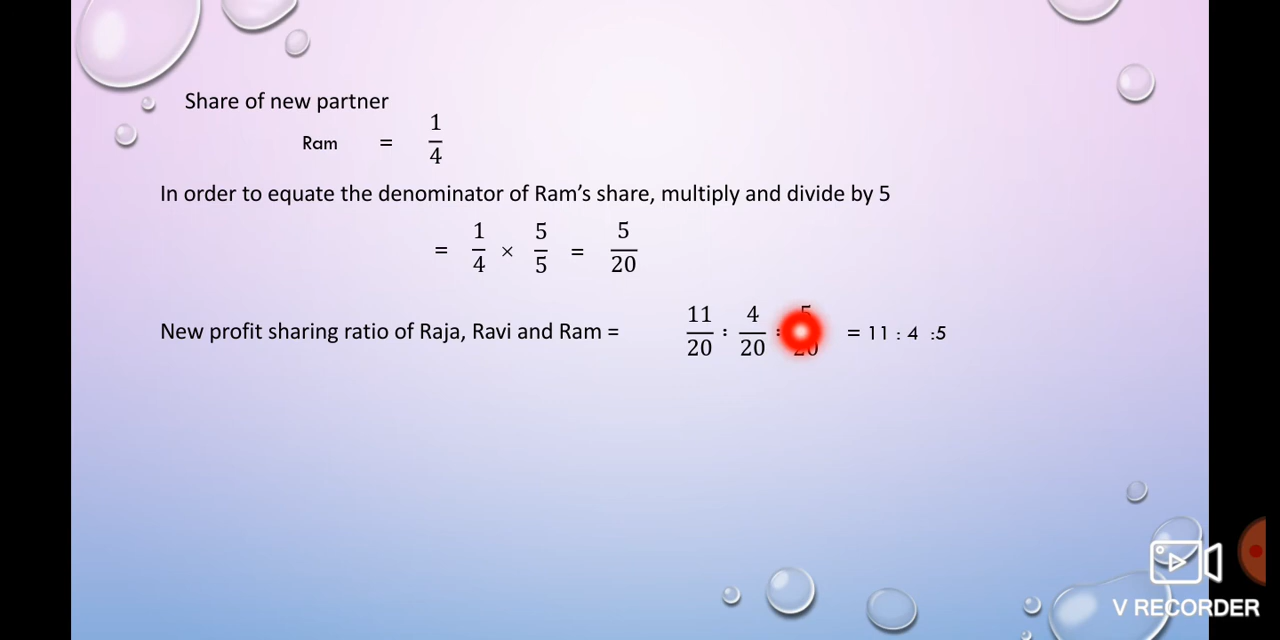 Share of new partner
Ram = 1/4
In order to equate the denominator of Ram’s share, multiply and divide by 5
= 1/4 × 5/5 = 5/20
New profit sharing ratio of Raja, Ravi and Ram = 11/20 : 4/20 : 5/20 = 11 : 4 :5
V RECORDER